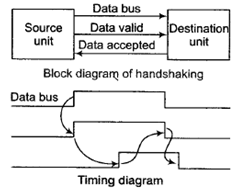 Source
unit
Data bus
Data valid
Data accepted
Destination
unit
Block diagram of handshaking
Data bus
Timing diagram